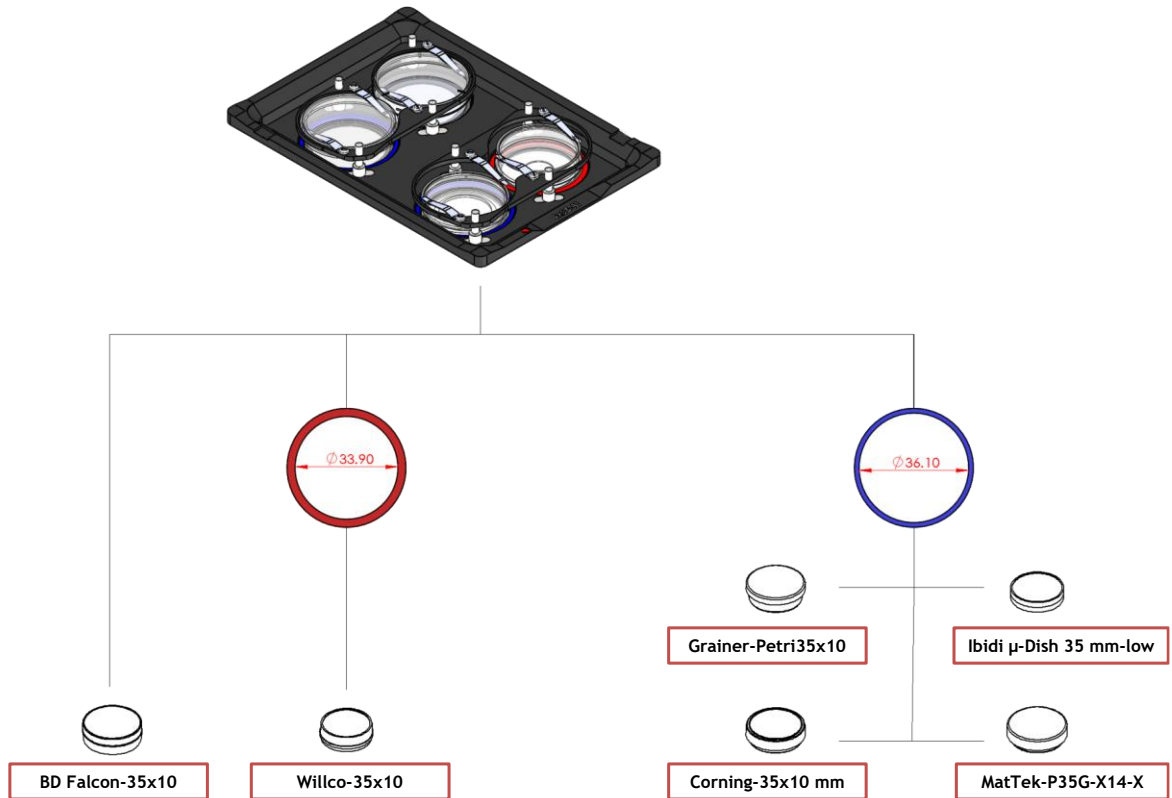 Ø33.90
Ø36.10
Grainer-Petri35x10
Ibidi µ-Dish 35 mm-low
BD Falcon-35x10
Willco-35x10
Corning-35x10 mm
MatTek-P35G-X14-X